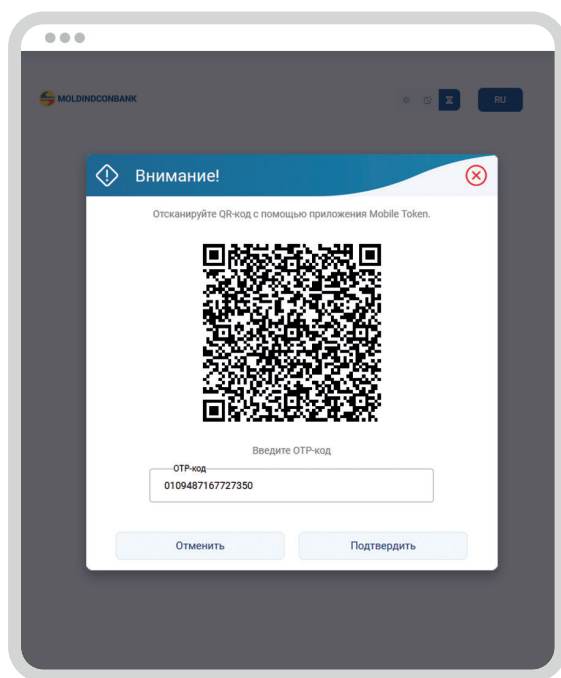 MOLDINDCONBANK
RU
Внимание!
Отсканируйте QR-код с помощью приложения Mobile Token.
Введите OTP-код
OTP-код
0109487167727350
Отменить
Подтвердить